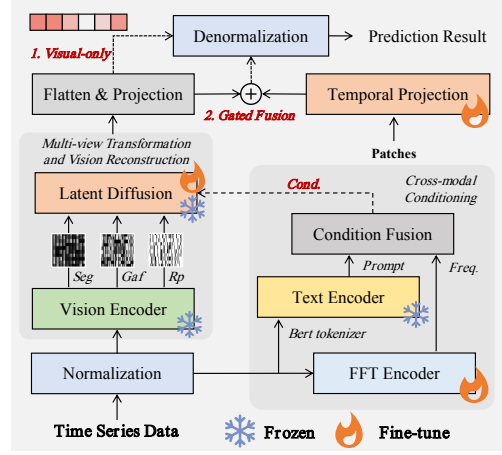 Denormalization
Prediction Result
1. Visual-only
Flatten & Projection
2. Gated Fusion
Temporal Projection
Multi-view Transformation
and Vision Reconstruction
Patches
Latent Diffusion
Cond.
Cross-modal
Conditioning
Condition Fusion
Seg
Gaf
Rp
Prompt
Freq.
Vision Encoder
Text Encoder
Bert tokenizer
Normalization
FFT Encoder
Time Series Data
Frozen
Fine-tune